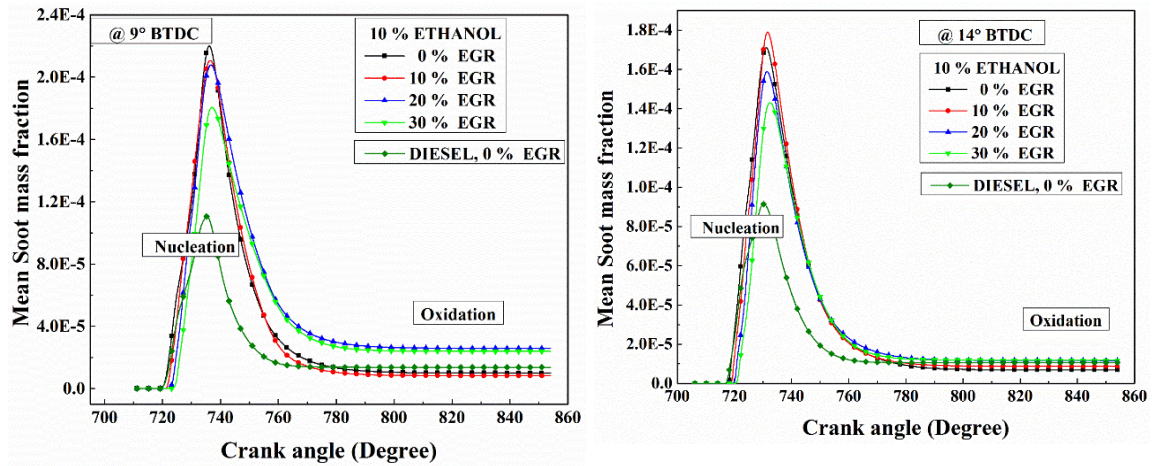 @ 9° BTDC
10 % ETHANOL
0 % EGR
10 % EGR
20 % EGR
30 % EGR
DIESEL, 0 % EGR
Nucleation
Oxidation
Mean Soot mass fraction
2.4E-4
2.0E-4
1.6E-4
1.2E-4
8.0E-5
4.0E-5
0.0
700 720 740 760 780 800 820 840 860
Crank angle (Degree)
@ 14° BTDC
10 % ETHANOL
0 % EGR
10 % EGR
20 % EGR
30 % EGR
DIESEL, 0 % EGR
Nucleation
Oxidation
Mean Soot mass fraction
1.8E-4
1.6E-4
1.4E-4
1.2E-4
1.0E-4
8.0E-5
6.0E-5
4.0E-5
2.0E-5
0.0
700 720 740 760 780 800 820 840 860
Crank angle (Degree)